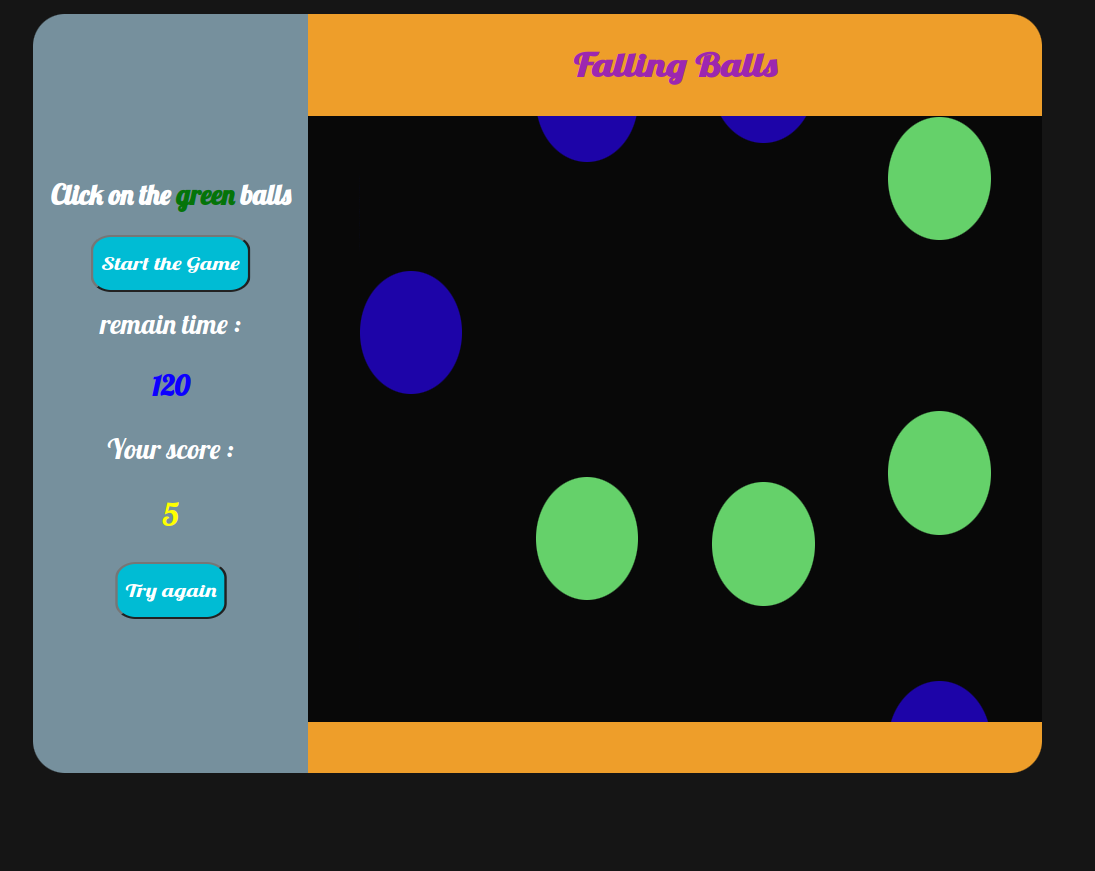 Falling Balls
Click on the green balls
Start the Game
remain time :
120
Your score :
5
Try again